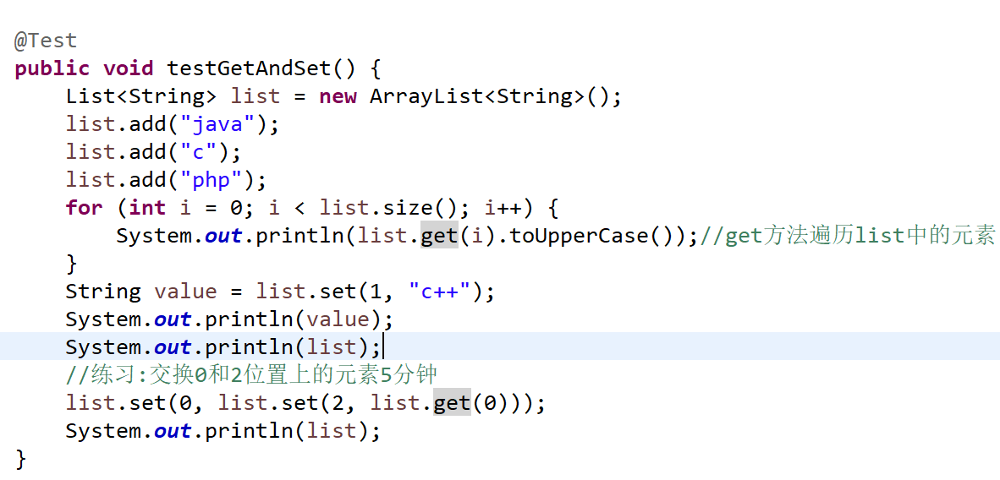 @Test
public void testGetAndSet() {
    List<String> list = new ArrayList<String>();
    list.add("java");
    list.add("c");
    list.add("php");
    for (int i = 0; i < list.size(); i++) {
        System.out.println(list.get(i).toUpperCase());//get方法遍历list中的元素
    }
    String value = list.set(1, "c++");
    System.out.println(value);
    System.out.println(list);
    //练习:交换0和2位置上的元素5分钟
    list.set(0, list.set(2, list.get(0)));
    System.out.println(list);
}